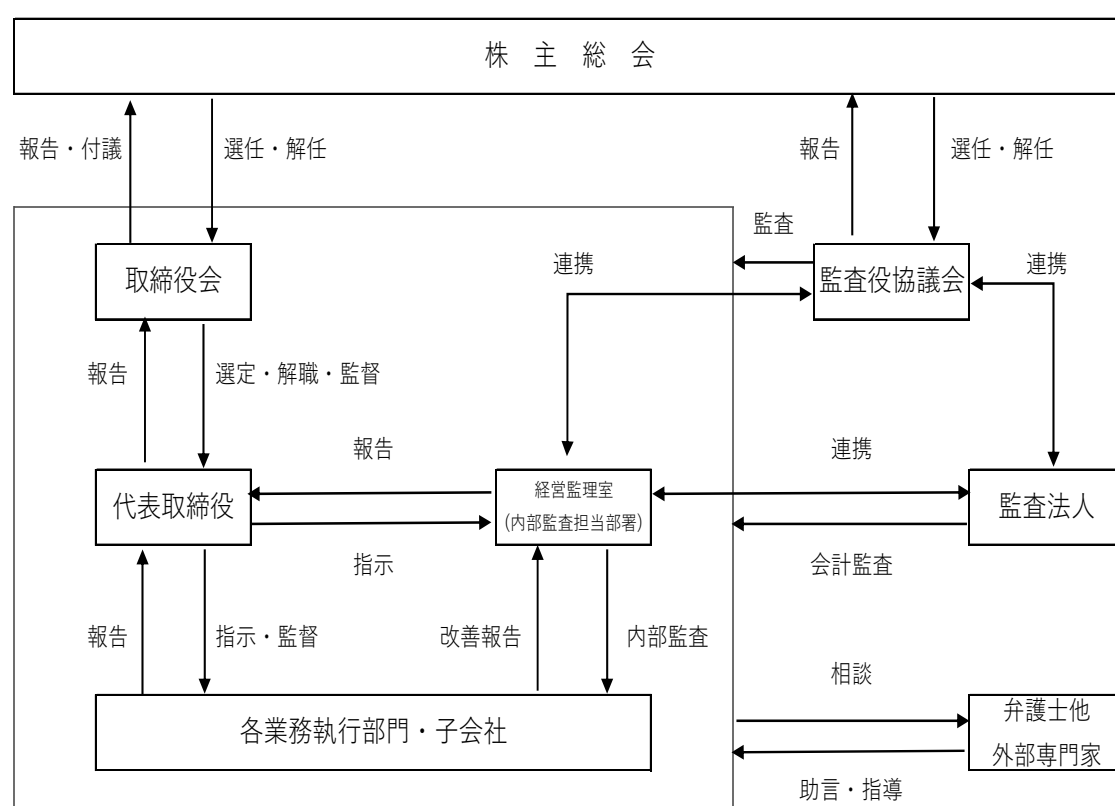 株 主 総 会
報告・付議
選任・解任
報告
選任・解任
監査
取締役会
連携
監査役協議会
連携
報告
選定・解職・監督
報告
連携
代表取締役
経営監理室
(内部監査担当部署)
監査法人
指示
会計監査
報告
指示・監督
改善報告
内部監査
相談
各業務執行部門・子会社
弁護士他
外部専門家
助言・指導